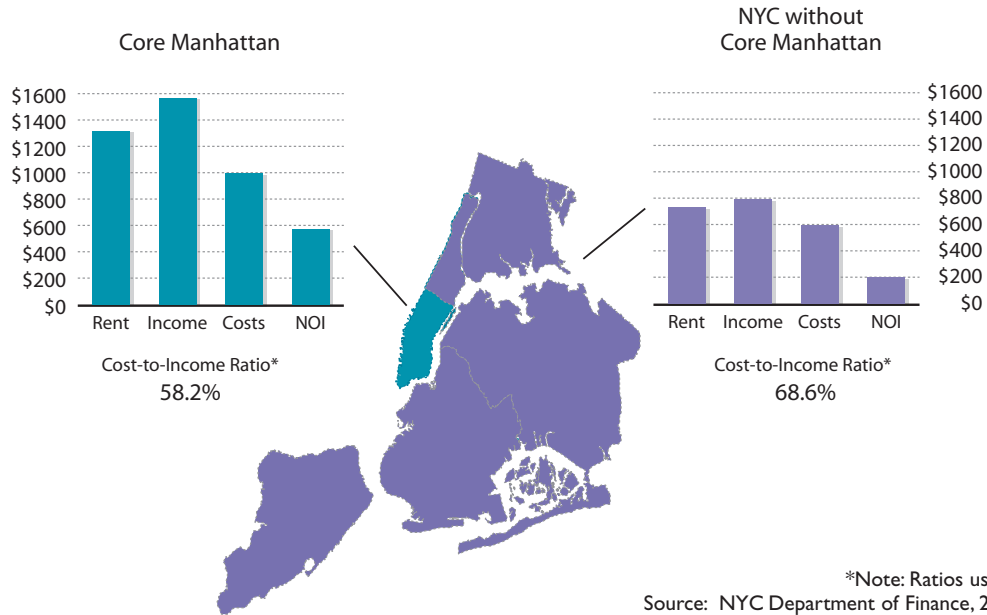 Core Manhattan
$1600
$1400
$1200
$1000
$800
$600
$400
$200
$0
Rent Income Costs NOI
Cost-to-Income Ratio*
58.2%
NYC without
Core Manhattan
$1600
$1400
$1200
$1000
$800
$600
$400
$200
$0
Rent Income Costs NOI
Cost-to-Income Ratio*
68.6%
*Note: Ratios
Source: NYC Department of Finance,